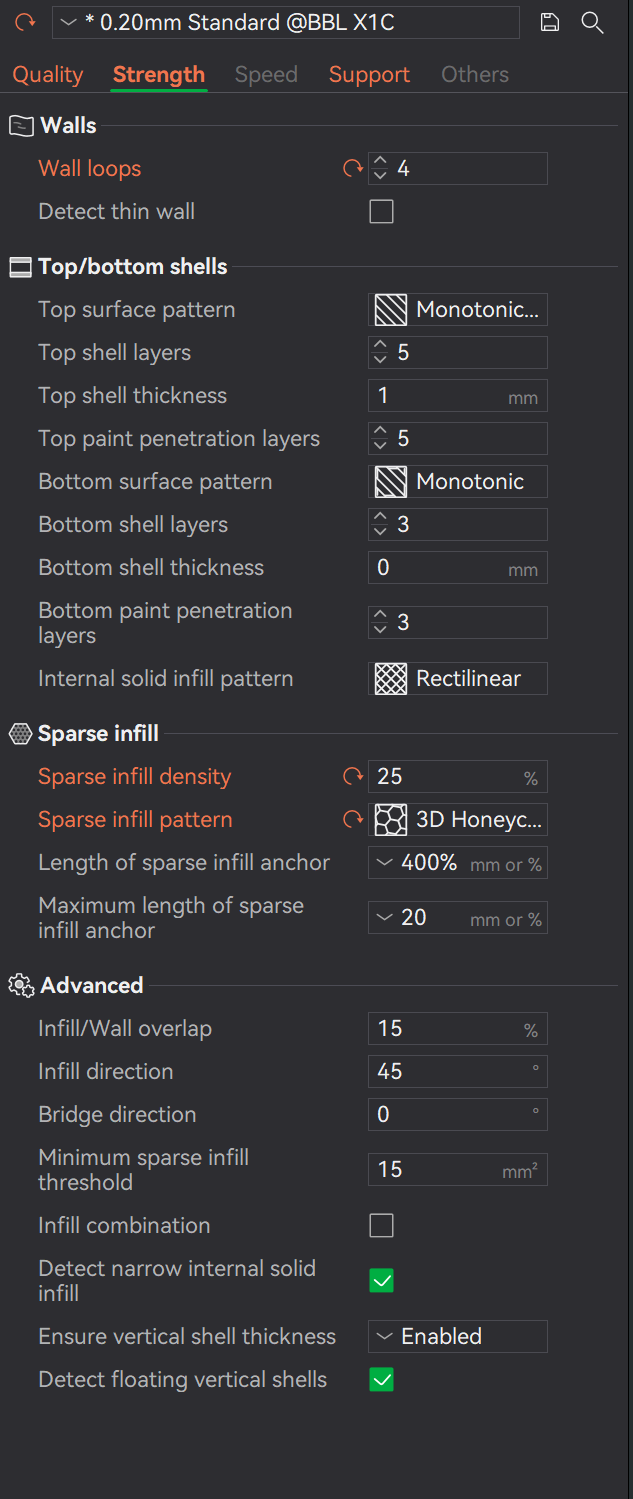 * 0.20mm Standard @BBL X1C
Quality Strength Speed Support Others
Walls
Wall loops 4
Detect thin wall
Top/bottom shells
Top surface pattern Monotonic...
Top shell layers 5
Top shell thickness 1 mm
Top paint penetration layers 5
Bottom surface pattern Monotonic
Bottom shell layers 3
Bottom shell thickness 0 mm
Bottom paint penetration
layers 3
Internal solid infill pattern Rectilinear
Sparse infill
Sparse infill density 25 %
Sparse infill pattern 3D Honeyc...
Length of sparse infill anchor 400% mm or %
Maximum length of sparse
infill anchor 20 mm or %
Advanced
Infill/Wall overlap 15 %
Infill direction 45 °
Bridge direction 0 °
Minimum sparse infill
threshold 15 mm²
Infill combination
Detect narrow internal solid
infill
Ensure vertical shell thickness Enabled
Detect floating vertical shells